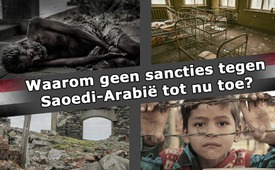 Waarom geen sancties tegen
Saoedi-Arabië tot nu toe?